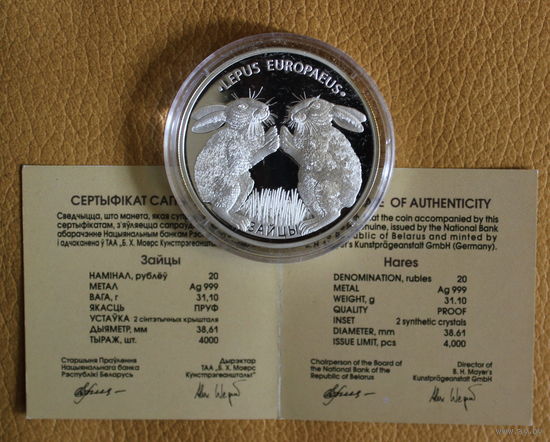 LEPUS EUROPAEUS
ЗАЙЦЫ
СЕРТЫФІКАТ
Сведчыцца, што манета, якая
сертыфікатам, з'яўляецца
абарачэнне Нацыянальным банкам
і адчаканена ў ТАА „Б. Х. Маерс Кунстпрэгеанштальт
Зайцы
НАМІНАЛ, рублёў 20
МЕТАЛ Ag 999
ВАГА, г 31,10
ЯКАСЦЬ ПРУФ
УСТАЎКА 2 сінтэтычных крышталя
ДЫЯМЕТР, мм 38,61
ТЫРАЖ, шт. 4000
Старшыня Праўлення
Нацыянальнага банка
Рэспублікі Беларусь
Дырэктар
ТАА „Б. Х. Маерс
Кунстпрэгеанштальт"
OF AUTHENTICITY
at the coin accompanied by this
issued by the National Bank
Republic of Belarus and minted by
Kunstprägeanstalt GmbH (Germany).
Hares
DENOMINATION, rubles 20
METAL Ag 999
WEIGHT, g 31.10
QUALITY PROOF
INSET 2 synthetic crystals
DIAMETER, mm 38.61
ISSUE LIMIT, pcs 4,000
Chairperson of the Board of
the National Bank of the
Republic of Belarus
Director of
B. H. Mayer's
Kunstprägeanstalt GmbH